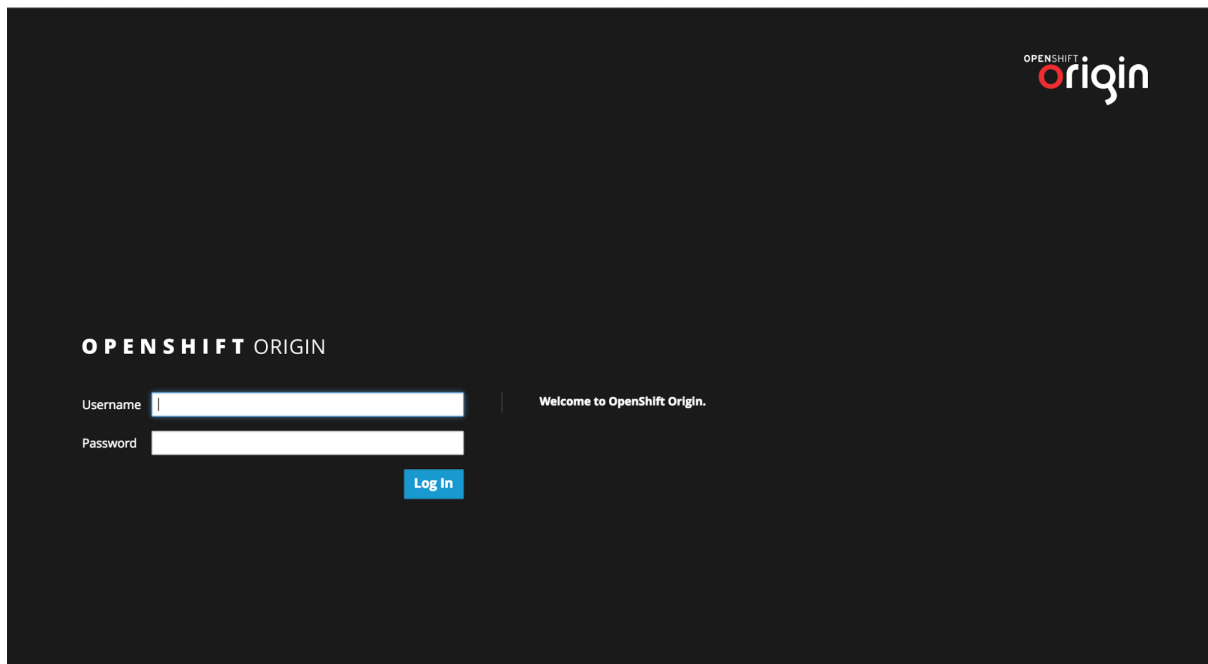 OPENSHIFT
origin
OPENSHIFT ORIGIN
Username
Welcome to OpenShift Origin.
Password
Log In